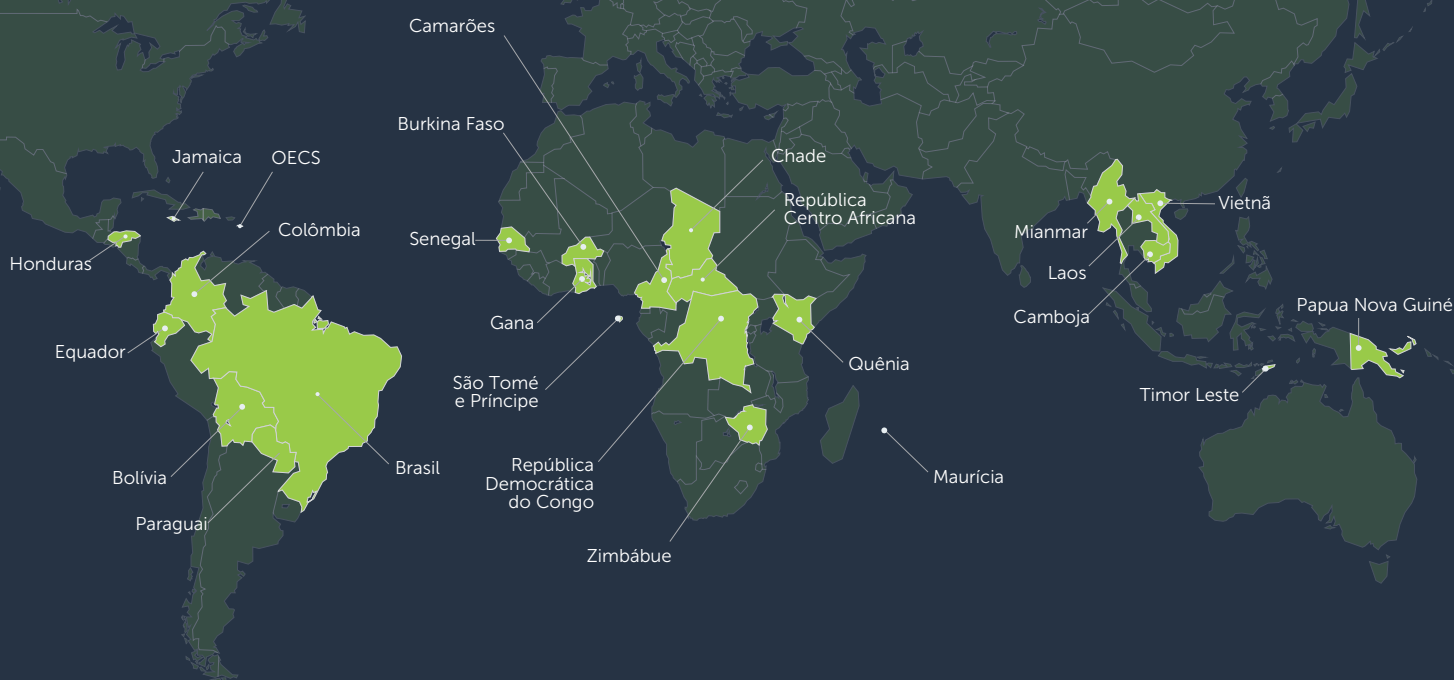 Camarões
Burkina Faso
Jamaica
OECS
Chade
República
Centro Africana
Vietnã
Colômbia
Senegal
Mianmar
Honduras
Laos
Papua Nova Guiné
Camboja
Gana
Equador
Quênia
São Tomé
e Príncipe
Timor Leste
Brasil
República
Democrática
do Congo
Bolívia
Maurícia
Paraguai
Zimbábue